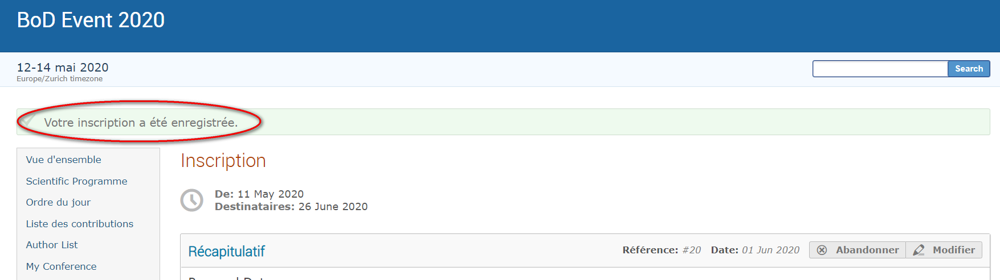 BoD Event 2020
12-14 mai 2020
Europe/Zurich timezone
Search
Votre inscription a été enregistrée.
Vue d'ensemble
Scientific Programme
Ordre du jour
Liste des contributions
Author List
My Conference
Inscription
De: 11 May 2020
Destinataires: 26 June 2020
Récapitulatif
Référence: #20 Date: 01 Jun 2020 Abandonner Modifier